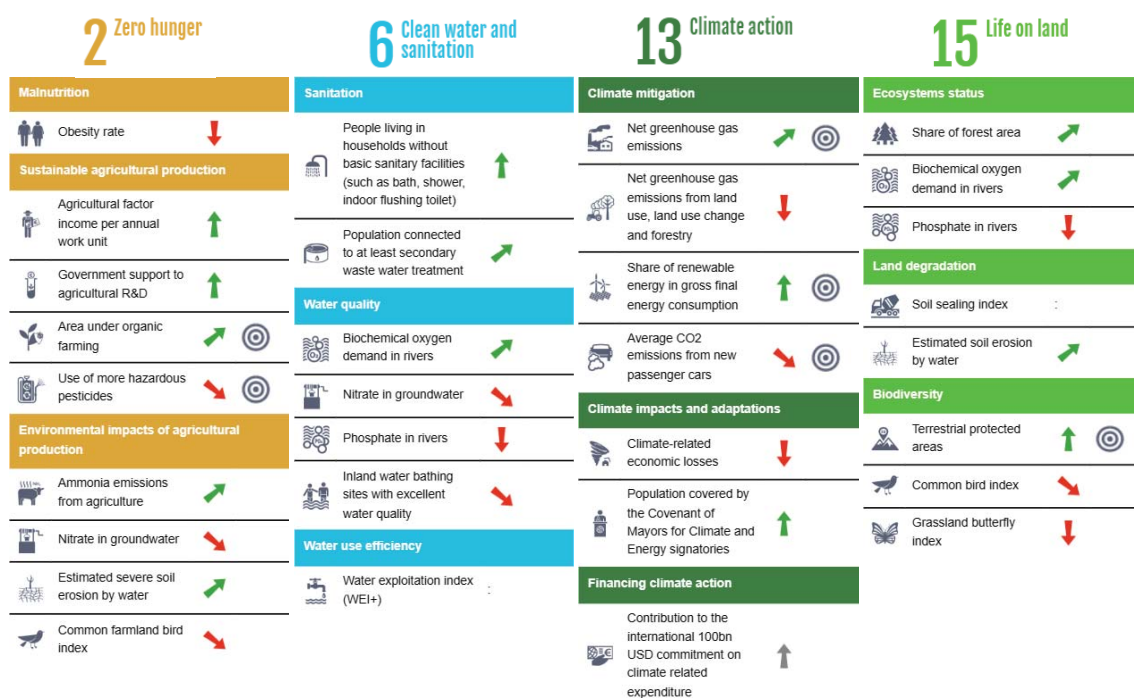 2 Zero hunger
Malnutrition
Obesity rate
Sustainable agricultural production
Agricultural factor
income per annual
work unit
Government support to
agricultural R&D
Area under organic
farming
Use of more hazardous
pesticides
Environmental impacts of agricultural
production
Ammonia emissions
from agriculture
Nitrate in groundwater
Estimated severe soil
erosion by water
Common farmland bird
index
6 Clean water and
sanitation
Sanitation
People living in
households without
basic sanitary facilities
(such as bath, shower,
indoor flushing toilet)
Population connected
to at least secondary
waste water treatment
Water quality
Biochemical oxygen
demand in rivers
Nitrate in groundwater
Phosphate in rivers
Inland water bathing
sites with excellent
water quality
Water use efficiency
Water exploitation index
(WEI+)
:
13 Climate action
Climate mitigation
Net greenhouse gas
emissions
Net greenhouse gas
emissions from land
use, land use change
and forestry
Share of renewable
energy in gross final
energy consumption
Average CO2
emissions from new
passenger cars
Climate impacts and adaptations
Climate-related
economic losses
Population covered by
the Covenant of
Mayors for Climate and
Energy signatories
Financing climate action
Contribution to the
international 100bn
USD commitment on
climate related
expenditure
15 Life on land
Ecosystems status
Share of forest area
Biochemical oxygen
demand in rivers
Phosphate in rivers
Land degradation
Soil sealing index
:
Estimated soil erosion
by water
Biodiversity
Terrestrial protected
areas
Common bird index
Grassland butterfly
index